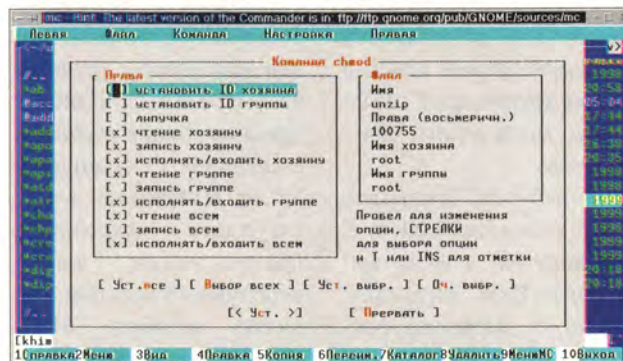 mc - Hint: The latest version of the Commander is in: ftp://ftp.gnome.org/pub/GNOME/sources/mc
Левая Файл Команда Настройка Правая
Команда chmod
Права
[ ] установить ID хозяина
[ ] установить ID группы
[ ] липучка
[x] чтение хозяину
[x] запись хозяину
[x] исполнять/входить хозяину
[x] чтение группе
[ ] запись группе
[x] исполнять/входить группе
[x] чтение всем
[ ] запись всем
[x] исполнять/входить всем
Файл
Имя
unzip
Права (восьмеричн.)
100755
Имя хозяина
root
Имя группы
root
Пробел для изменения
опции, СТРЕЛКИ
для выбора опции
и T или INS для отметки
[ Уст.все ] [ Выбор всех ] [ Уст. выбр. ] [ Оч. выбр. ]
[< Уст. >] [ Прервать ]
[khim
1Справка 2Меню 3Вид 4Правка 5Копия 6Переим. 7Каталог 8Удалить 9МенюMC 10Выход